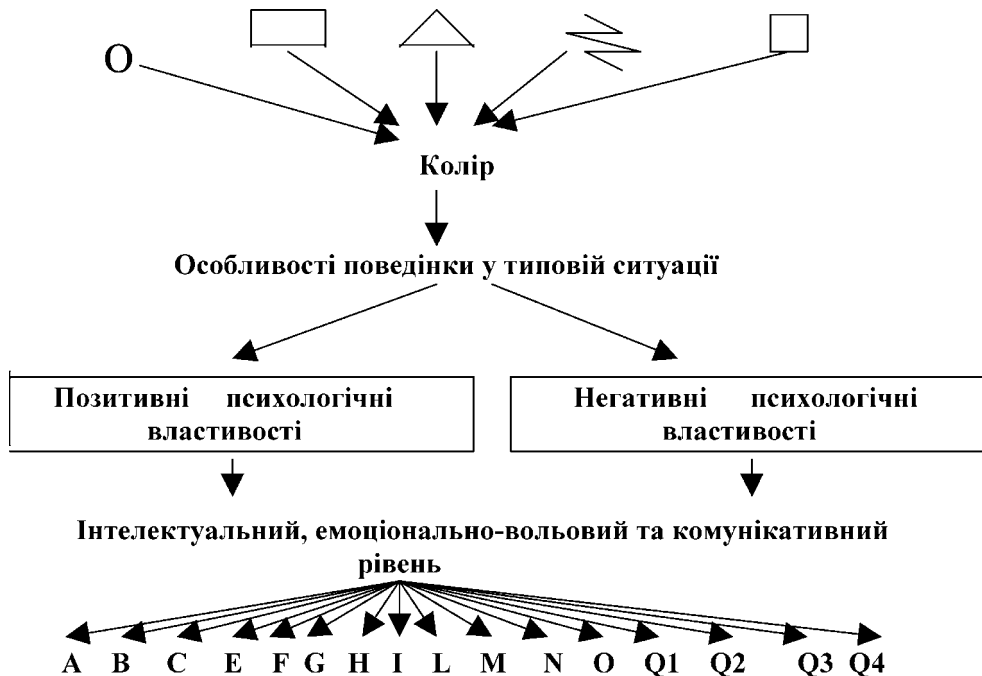 О
Колір
Особливості поведінки у типовій ситуації
Позитивні психологічні
властивості
Негативні психологічні
властивості
Інтелектуальний, емоціонально-вольовий та комунікативний
рівень
A B C E F G H I L M N O Q1 Q2 Q3 Q4